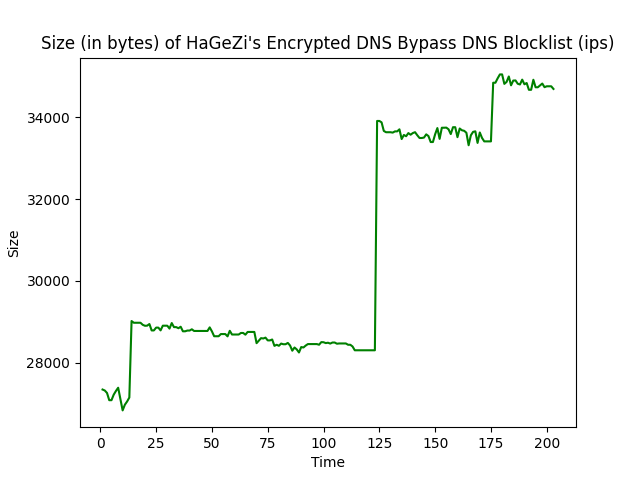 Size (in bytes) of HaGeZi's Encrypted DNS Bypass DNS Blocklist (ips)
34000
32000
30000
28000
Size
0 25 50 75 100 125 150 175 200
Time